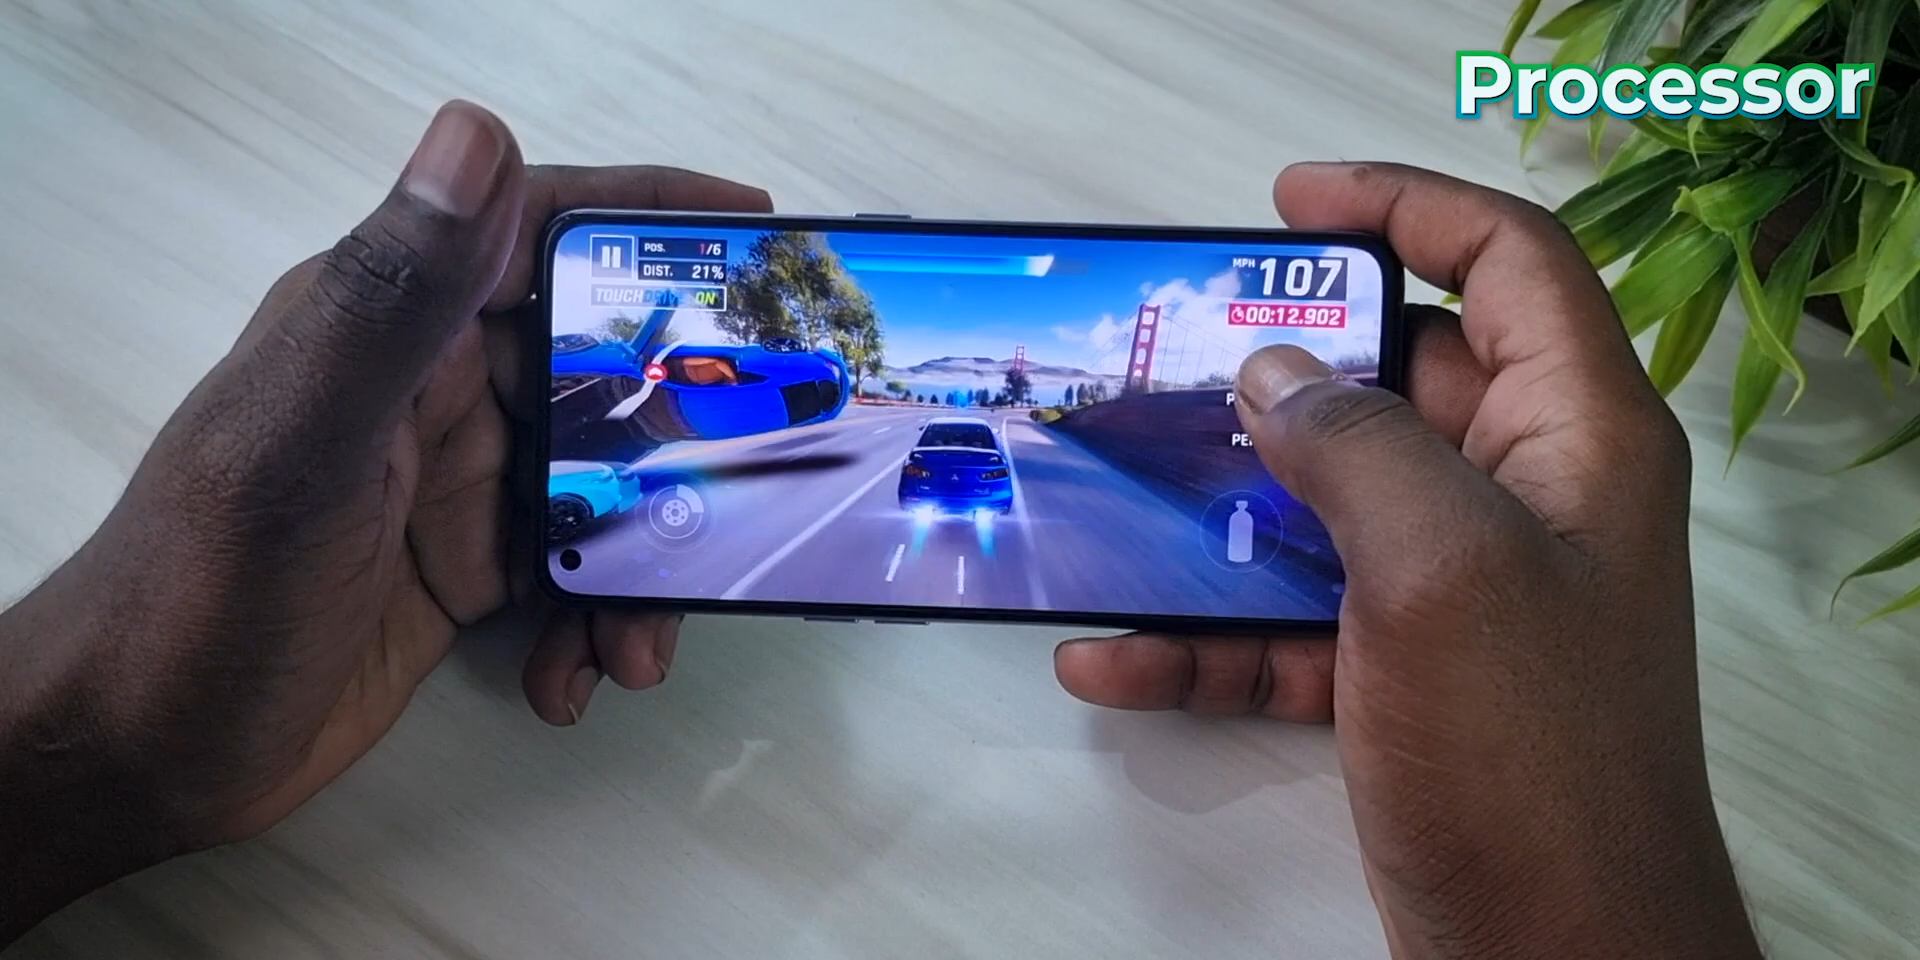 Processor
POS. 1/6
DIST. 21%
TOUCHDRIVE ON
MPH 107
00:12.902